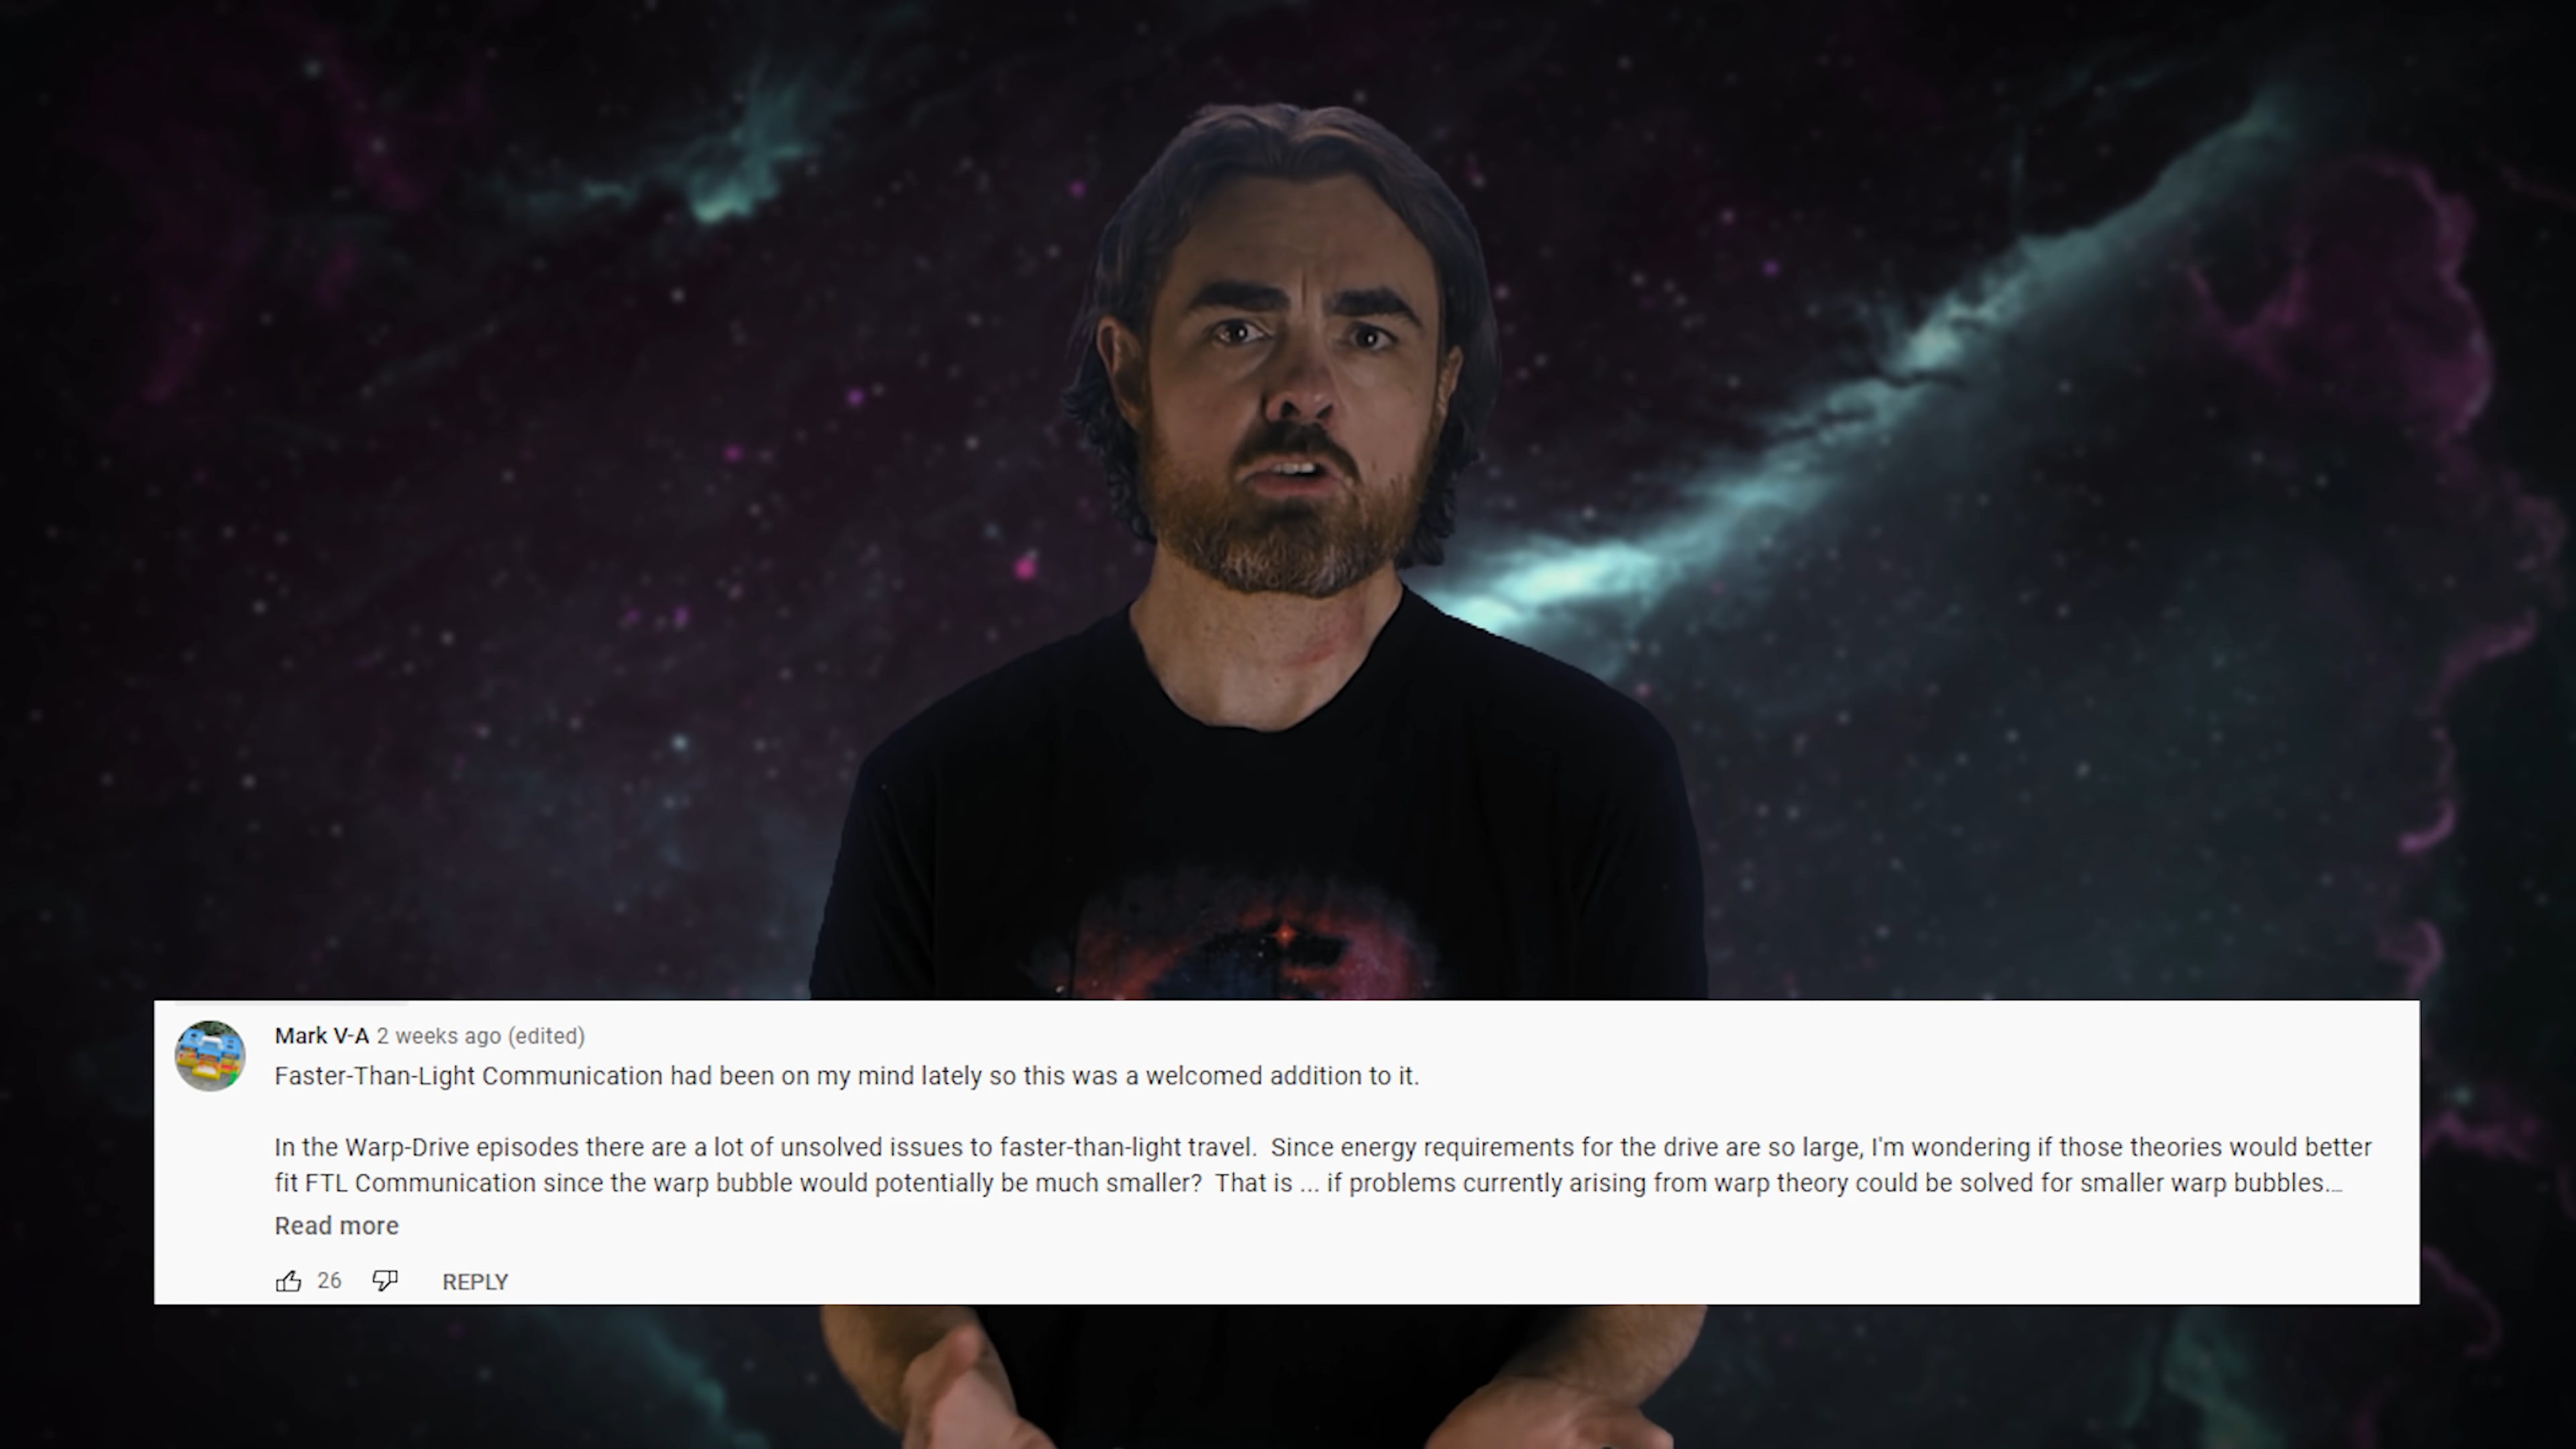 Mark V-A 2 weeks ago (edited)
Faster-Than-Light Communication had been on my mind lately so this was a welcomed addition to it.
In the Warp-Drive episodes there are a lot of unsolved issues to faster-than-light travel.  Since energy requirements for the drive are so large, I'm wondering if those theories would better
fit FTL Communication since the warp bubble would potentially be much smaller?  That is ... if problems currently arising from warp theory could be solved for smaller warp bubbles....
Read more
26 REPLY